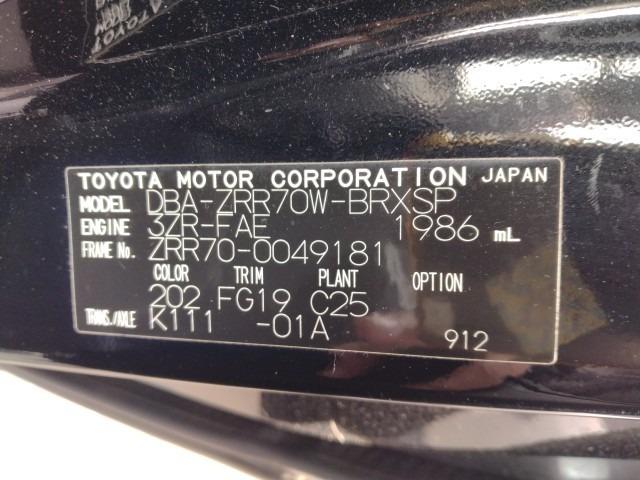 TOYOTA MOTOR CORPORATION JAPAN
MODEL DBA-ZRR70W-BRXSP
ENGINE 3ZR-FAE 1986 mL
FRAME No. ZRR70-0049181
COLOR TRIM PLANT OPTION
202 FG19 C25
TRANS./AXLE K111 -01A 912